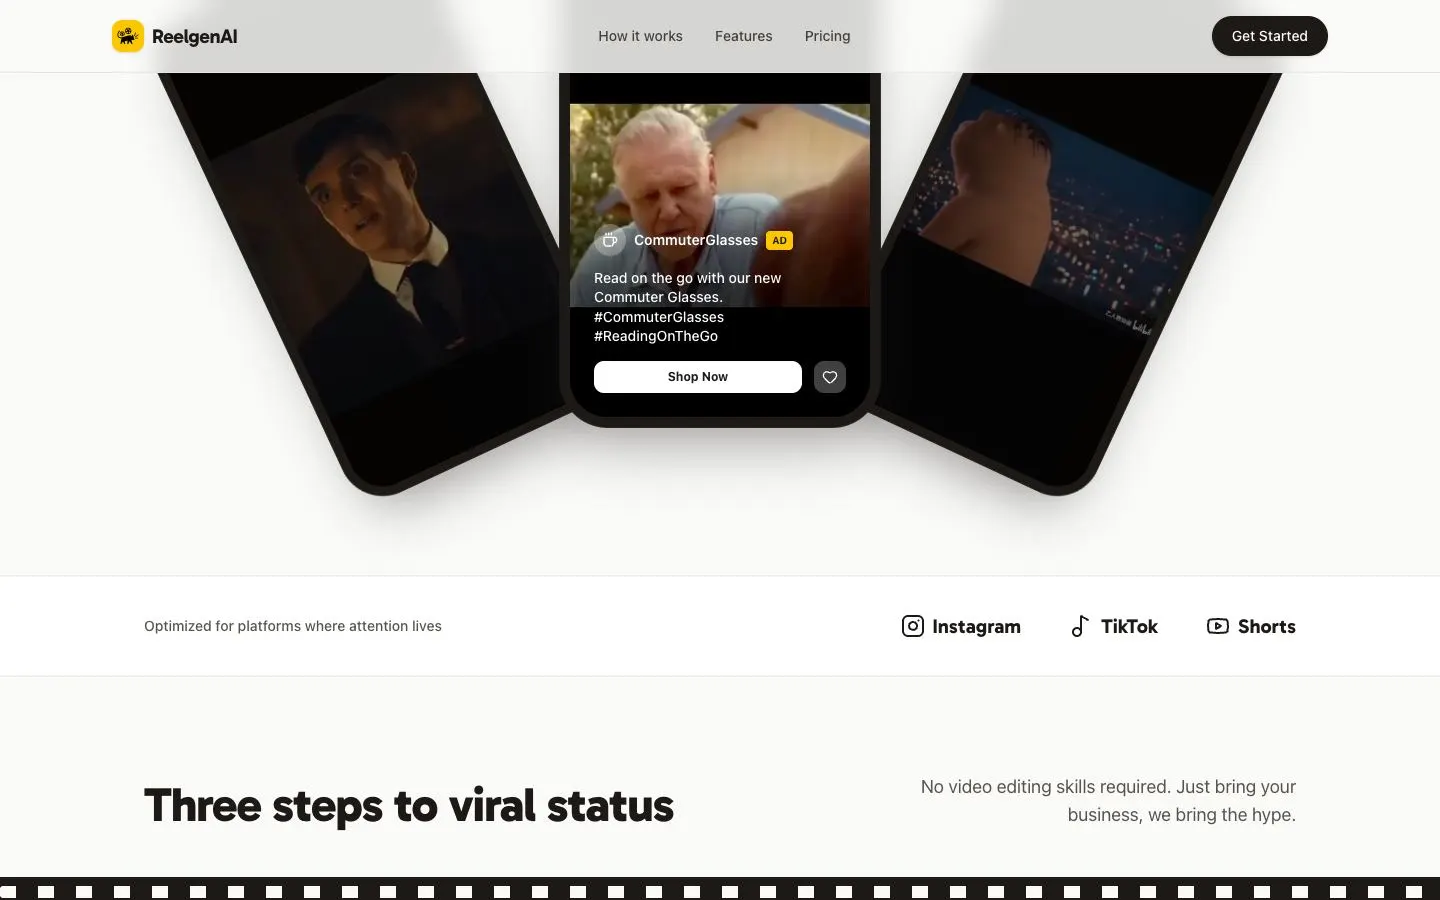 ReelgenAI
How it works
Features
Pricing
Get Started
CommuterGlasses
AD
Read on the go with our new
Commuter Glasses.
#CommuterGlasses
#ReadingOnTheGo
Shop Now
Optimized for platforms where attention lives
Instagram
TikTok
Shorts
Three steps to viral status
No video editing skills required. Just bring your
business, we bring the hype.